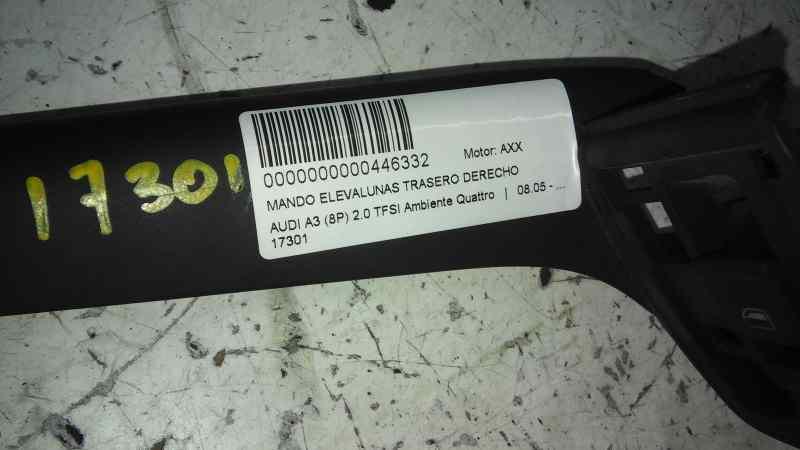 17301
0000000000446332 Motor: AXX
MANDO ELEVALUNAS TRASERO DERECHO
AUDI A3 (8P) 2.0 TFSI Ambiente Quattro | 08.05 - ...
17301